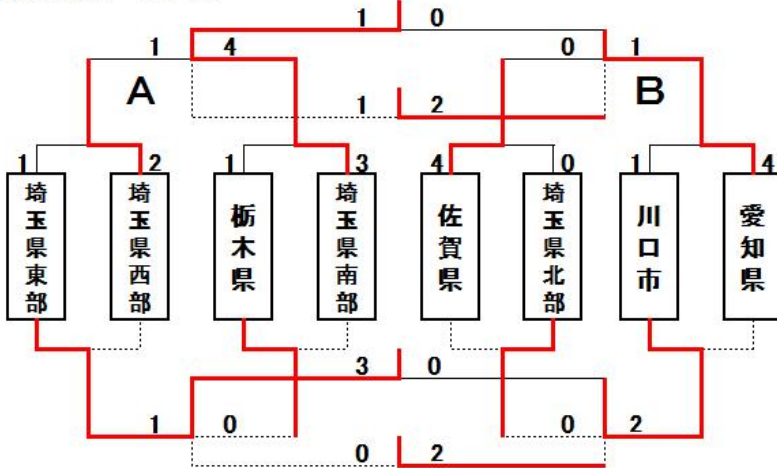 1 0
1 4 0 1
A B
1 2
1 2 1 3 4 0 1 4
埼玉県東部
埼玉県西部
栃木県
埼玉県南部
佐賀県
埼玉県北部
川口市
愛知県
3 0
1 0 0 2
0 2